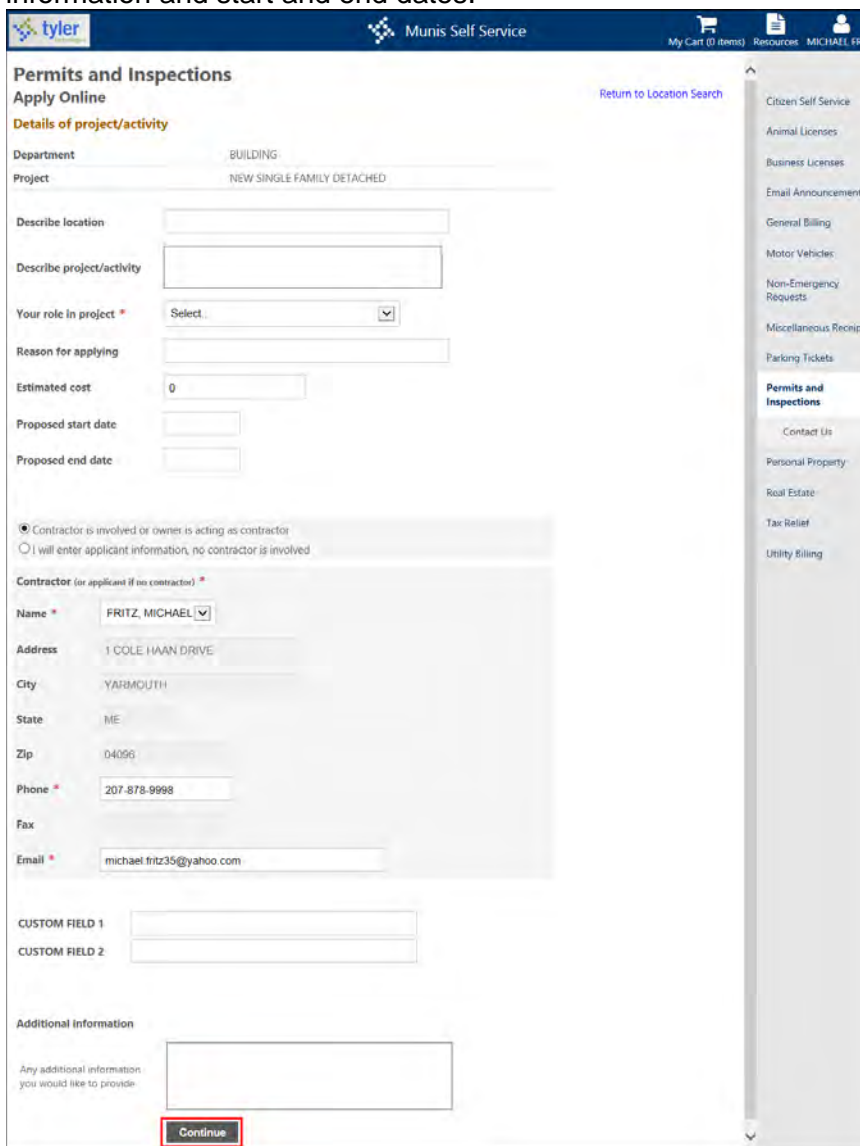 information and start and end dates.
tyler
Munis Self Service
My Cart (0 items) Resources MICHAEL FR
Permits and Inspections
Apply Online
Return to Location Search
Details of project/activity
Department BUILDING
Project NEW SINGLE FAMILY DETACHED
Describe location
Describe project/activity
Your role in project * Select...
Reason for applying
Estimated cost 0
Proposed start date
Proposed end date
Contractor is involved or owner is acting as contractor
I will enter applicant information, no contractor is involved
Contractor (or applicant if no contractor) *
Name * FRITZ, MICHAEL
Address 1 COLE HAAN DRIVE
City YARMOUTH
State ME
Zip 04096
Phone * 207-878-9998
Fax
Email * michael.fritz35@yahoo.com
CUSTOM FIELD 1
CUSTOM FIELD 2
Additional information
Any additional information
you would like to provide
Continue
Citizen Self Service
Animal Licenses
Business Licenses
Email Announcement
General Billing
Motor Vehicles
Non-Emergency
Requests
Miscellaneous Receip
Parking Tickets
Permits and
Inspections
Contact Us
Personal Property
Real Estate
Tax Relief
Utility Billing